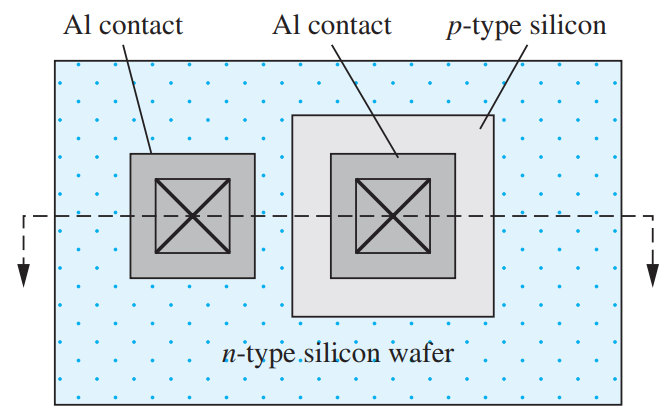 Al contact
Al contact
p-type silicon
n-type silicon wafer